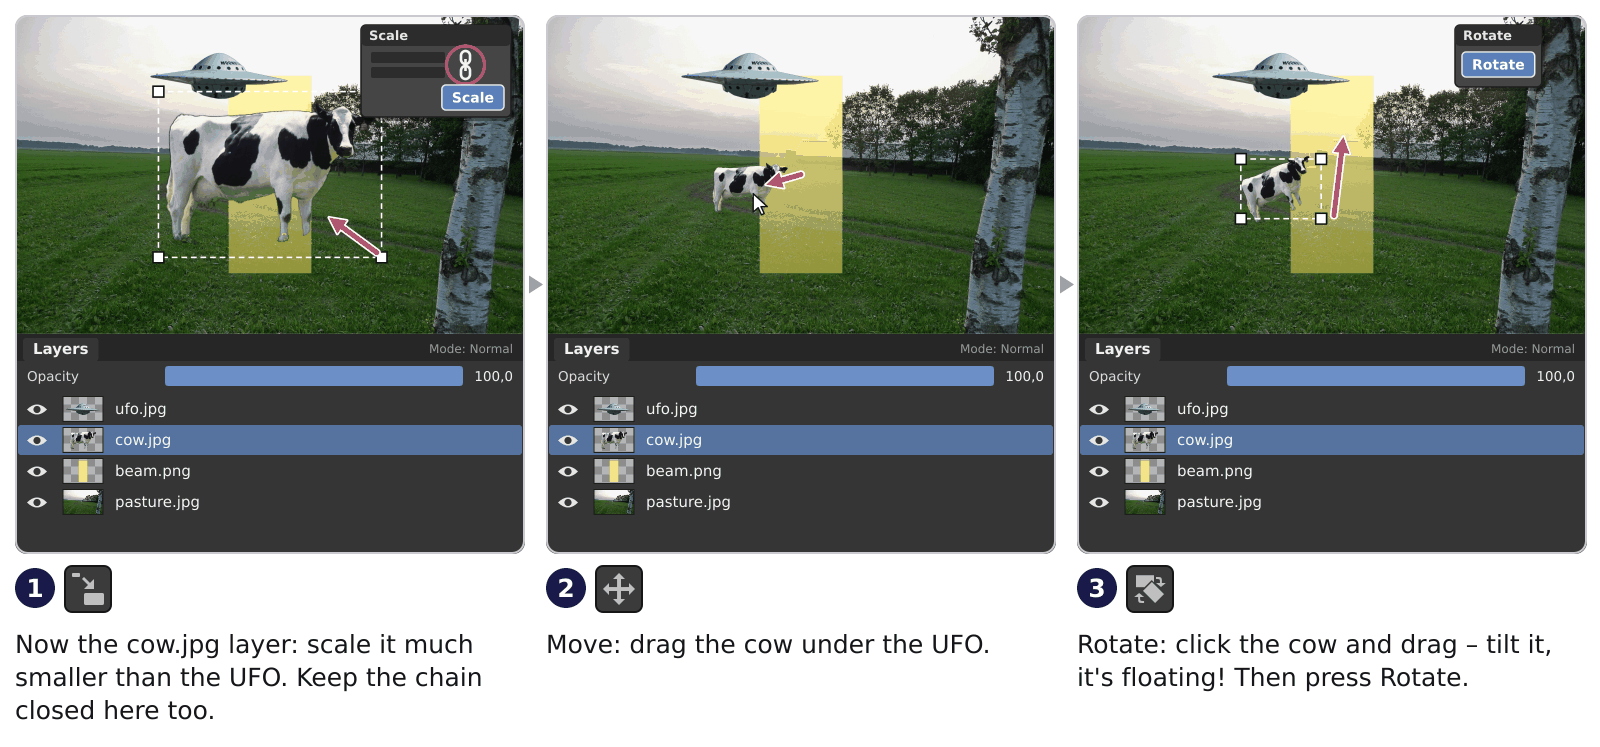 Scale
Scale
Layers
Mode: Normal
Opacity
100,0
ufo.jpg
cow.jpg
beam.png
pasture.jpg
1
Now the cow.jpg layer: scale it much
smaller than the UFO. Keep the chain
closed here too.
Layers
Mode: Normal
Opacity
100,0
ufo.jpg
cow.jpg
beam.png
pasture.jpg
2
Move: drag the cow under the UFO.
Rotate
Rotate
Layers
Mode: Normal
Opacity
100,0
ufo.jpg
cow.jpg
beam.png
pasture.jpg
3
Rotate: click the cow and drag – tilt it,
it's floating! Then press Rotate.